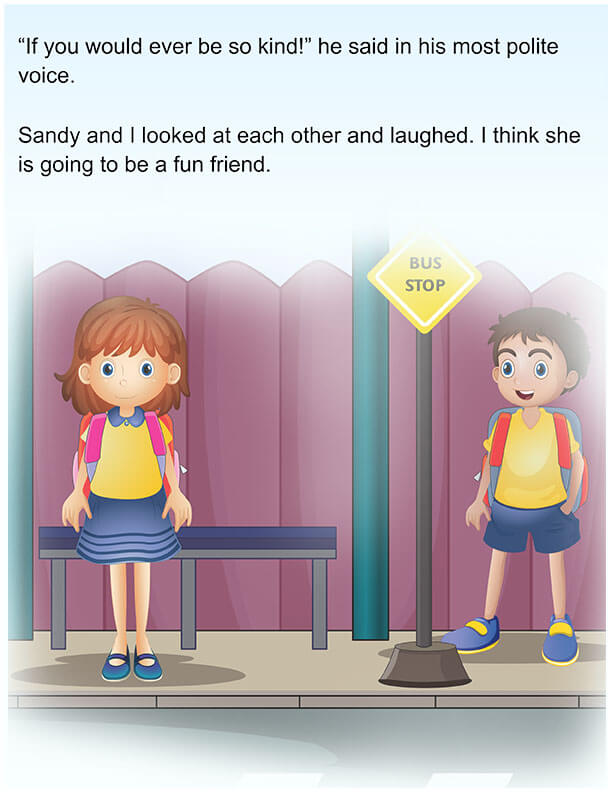 “If you would ever be so kind!” he said in his most polite
voice.
Sandy and I looked at each other and laughed. I think she
is going to be a fun friend.
BUS
STOP